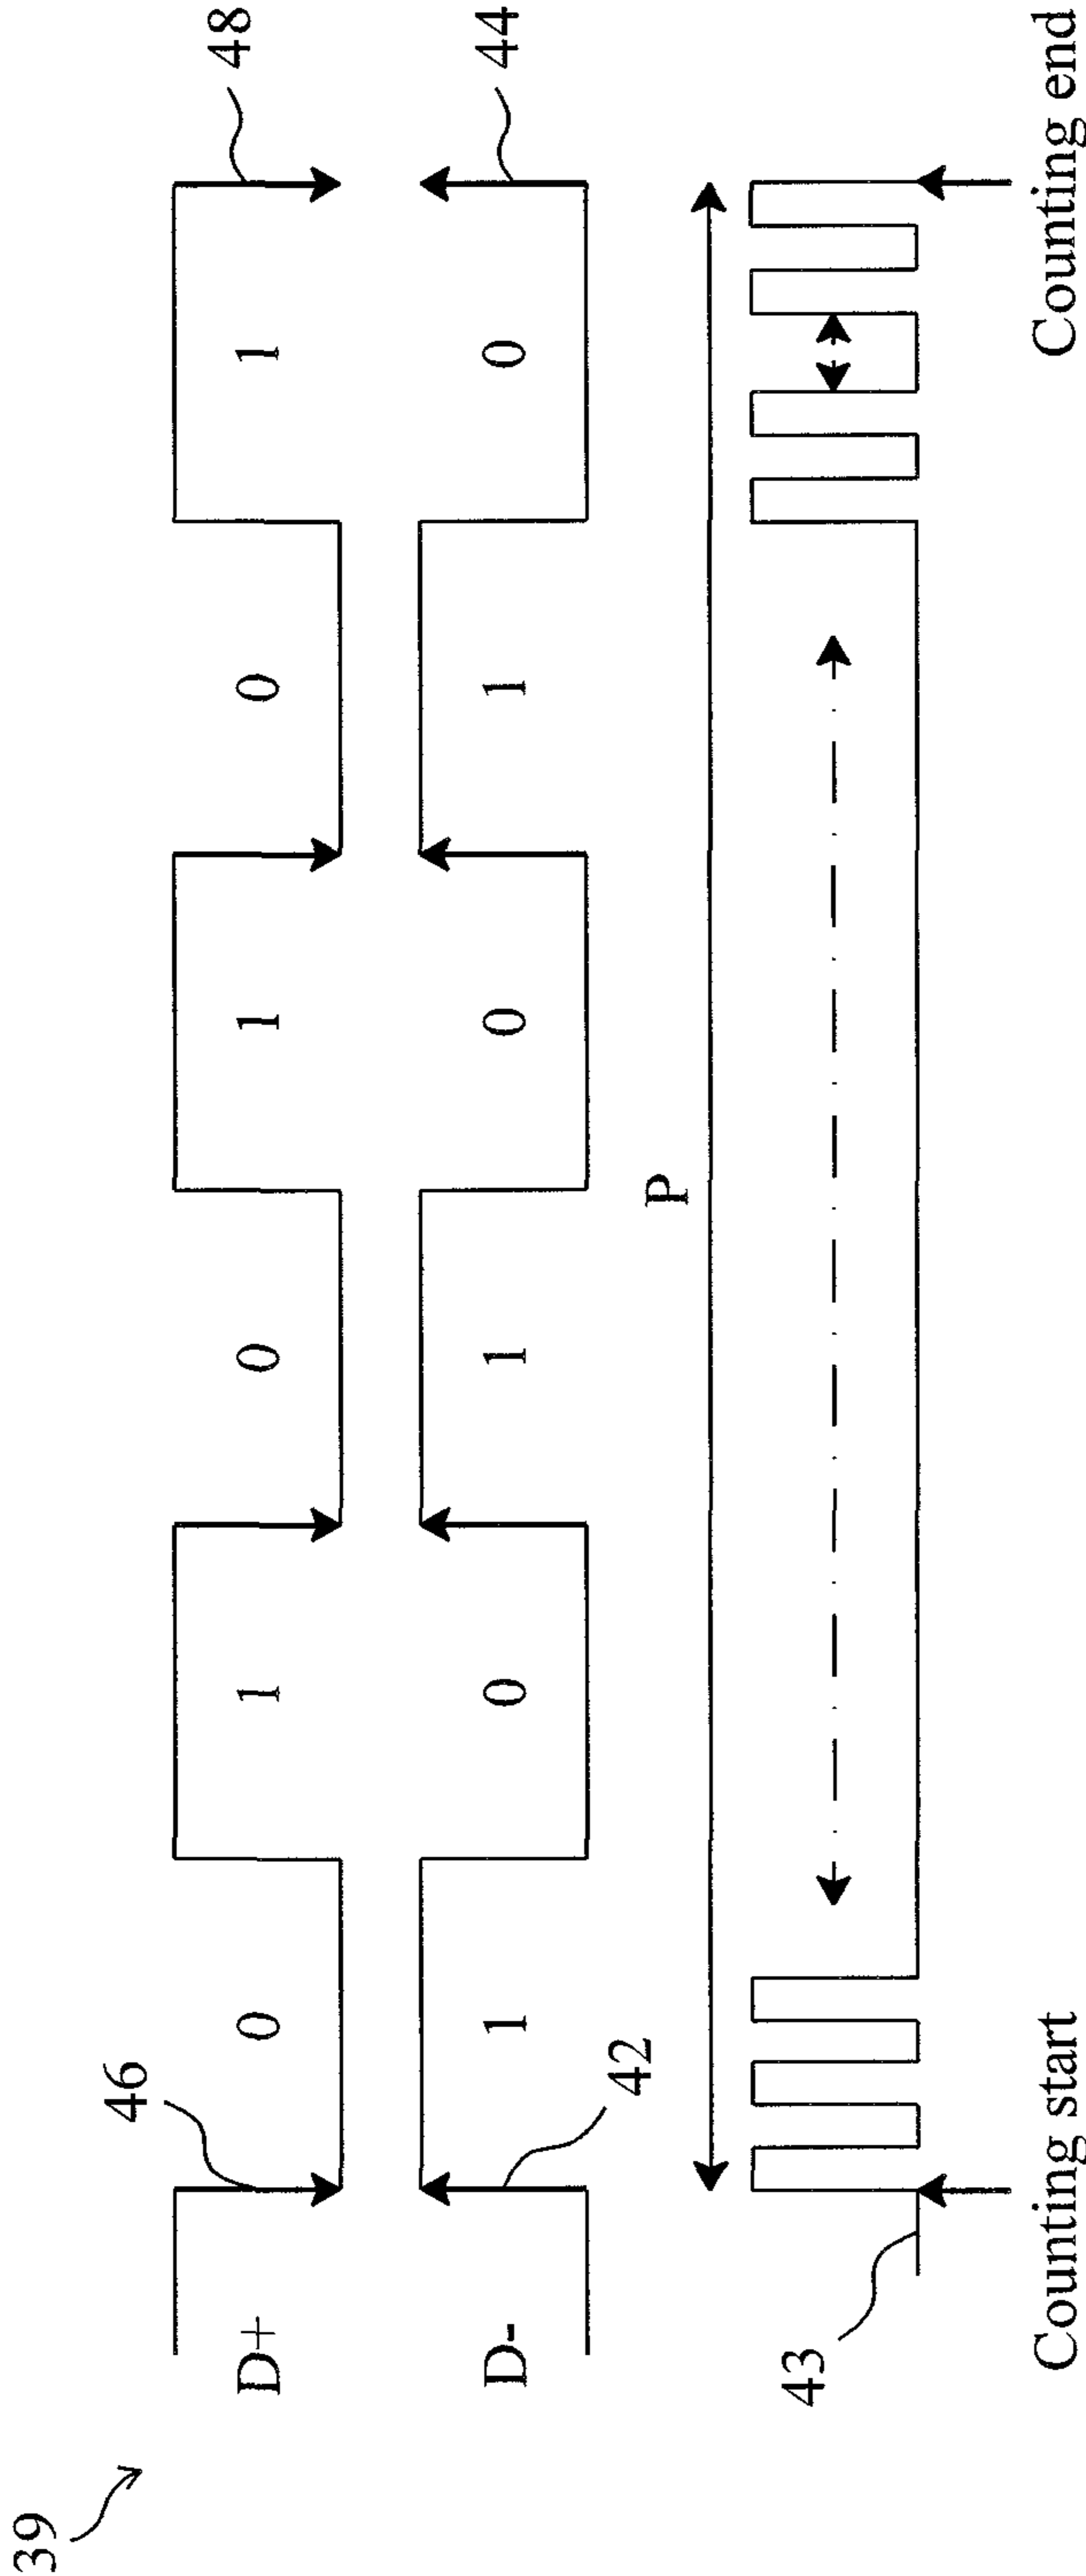 39
D+ 46 0 1 0 1 0 1 48
D- 42 1 0 1 0 1 0 44
P
43
Counting start Counting end